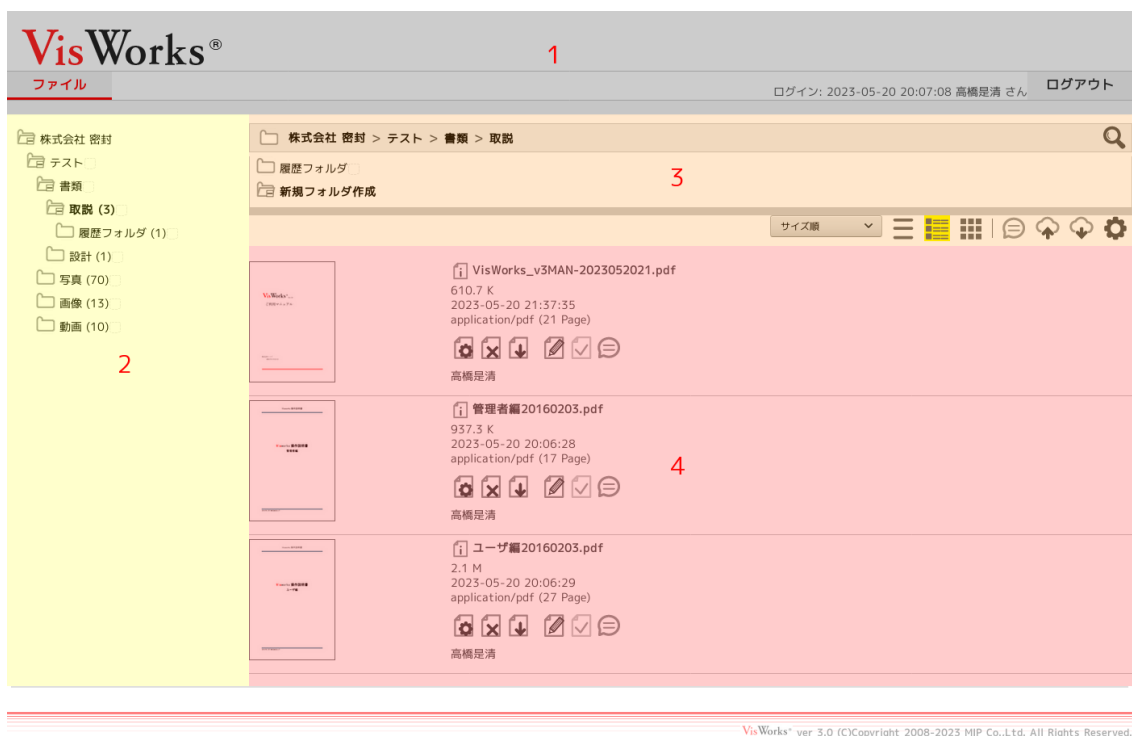 VisWorks®
1
ファイル
ログイン: 2023-05-20 20:07:08 高橋是清 さん
ログアウト
株式会社 密封
テスト
書類
取説 (3)
履歴フォルダ (1)
設計 (1)
写真 (70)
画像 (13)
動画 (10)
2
株式会社 密封 > テスト > 書類 > 取説
履歴フォルダ
新規フォルダ作成
3
サイズ順
VisWorks_v3MAN-2023052021.pdf
610.7 K
2023-05-20 21:37:35
application/pdf (21 Page)
高橋是清
管理者編20160203.pdf
937.3 K
2023-05-20 20:06:28
application/pdf (17 Page)
高橋是清
4
ユーザ編20160203.pdf
2.1 M
2023-05-20 20:06:29
application/pdf (27 Page)
高橋是清
VisWorks® ver 3.0 (C)Copyright 2008-2023 MIP Co.,Ltd. All Rights Reserved.